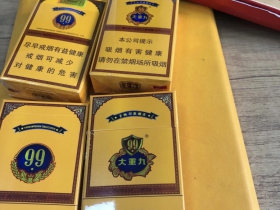 99
尽早戒烟有益健康
戒烟可减少
对健康的危害
本公司提示
吸烟有害健康
请勿在禁烟场所吸烟
99
99
大重九